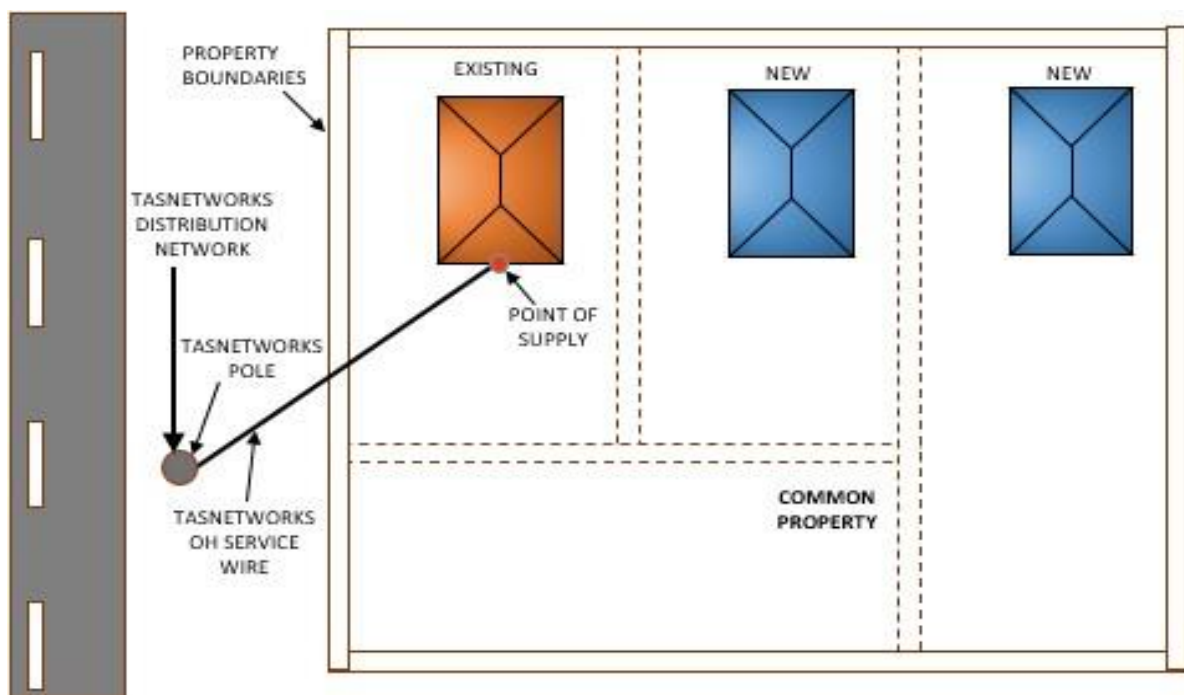 PROPERTY
BOUNDARIES
EXISTING
NEW
NEW
TASNETWORKS
DISTRIBUTION
NETWORK
POINT OF
SUPPLY
TASNETWORKS
POLE
TASNETWORKS
OH SERVICE
WIRE
COMMON
PROPERTY